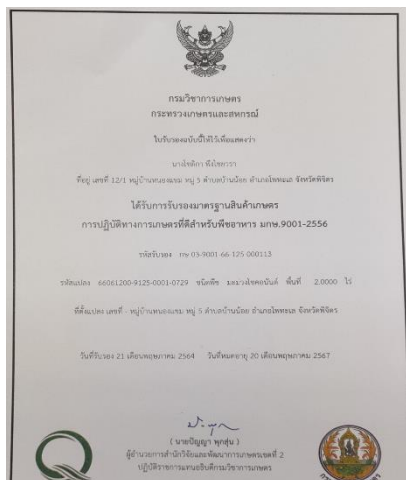 กรมวิชาการเกษตร
กระทรวงเกษตรและสหกรณ์
ใบรับรองฉบับนี้ให้ไว้เพื่อแสดงว่า
ที่อยู่ เลขที่ 12/1 หมู่บ้านหนองแขม หมู่ 5 ตำบลบ้านน้อย อำเภอโพทะเล จังหวัดพิจิตร
ได้รับการรับรองมาตรฐานสินค้าเกษตร
การปฏิบัติทางการเกษตรที่ดีสำหรับพืชอาหาร มกษ.9001-2556
รหัสรับรอง กษ 03-9001-66-125-000113
รหัสแปลง 66061200-9125-0001-0729 ชนิดพืช มะม่วงโชคอนันต์ พื้นที่ 2.0000 ไร่
ที่ตั้งแปลง เลขที่ - หมู่บ้านหนองแขม หมู่ 5 ตำบลบ้านน้อย อำเภอโพทะเล จังหวัดพิจิตร
วันที่รับรอง 21 เดือนพฤษภาคม 2564 วันที่หมดอายุ 20 เดือนพฤษภาคม 2567
( นายปัญญา พุกสุ่น )
ผู้อำนวยการสำนักวิจัยและพัฒนาการเกษตรเขตที่ 2
ปฏิบัติราชการแทนอธิบดีกรมวิชาการเกษตร